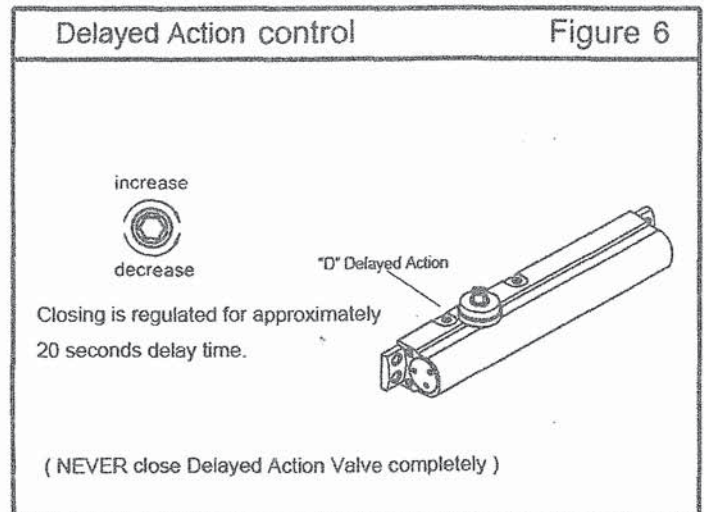 Delayed Action control Figure 6
increase
decrease
"D" Delayed Action
Closing is regulated for approximately
20 seconds delay time.
( NEVER close Delayed Action Valve completely )